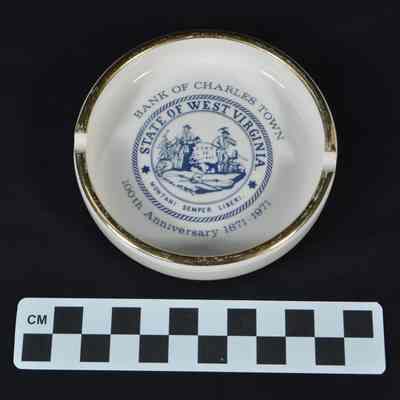 BANK OF CHARLES TOWN
STATE OF WEST VIRGINIA
MONTANI SEMPER LIBERI
100th Anniversary 1871-1971
CM